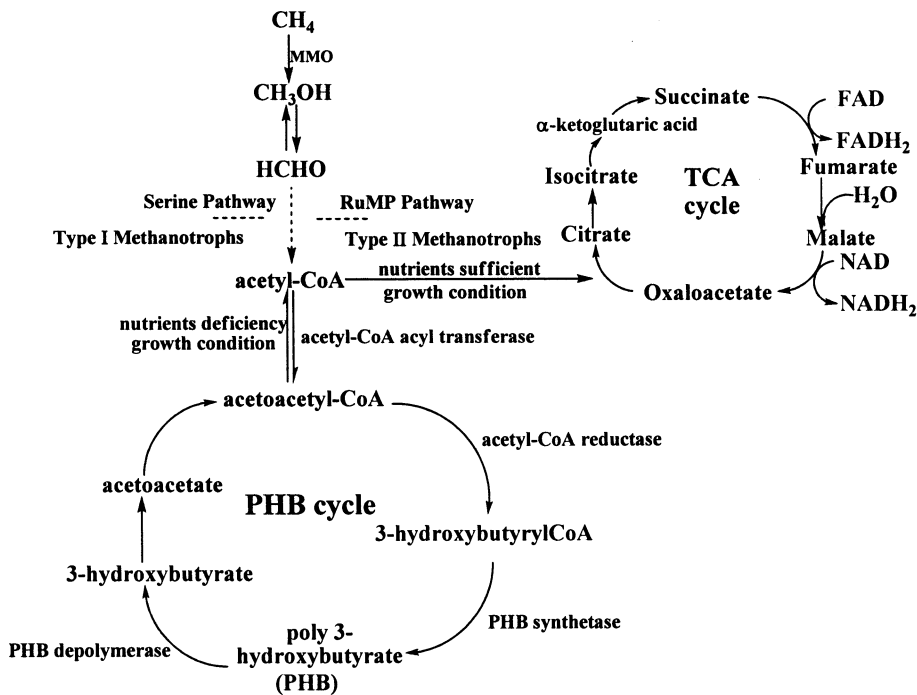 CH4
MMO
CH3OH
HCHO
Serine Pathway
RuMP Pathway
Type I Methanotrophs
Type II Methanotrophs
acetyl-CoA
nutrients sufficient
growth condition
Succinate
FAD
α-ketoglutaric acid
FADH2
Fumarate
Isocitrate
TCA
cycle
H2O
Citrate
Malate
NAD
Oxaloacetate
NADH2
nutrients deficiency
growth condition
acetyl-CoA acyl transferase
acetoacetyl-CoA
acetyl-CoA reductase
acetoacetate
PHB cycle
3-hydroxybutyrylCoA
3-hydroxybutyrate
PHB synthetase
poly 3-
hydroxybutyrate
(PHB)
PHB depolymerase